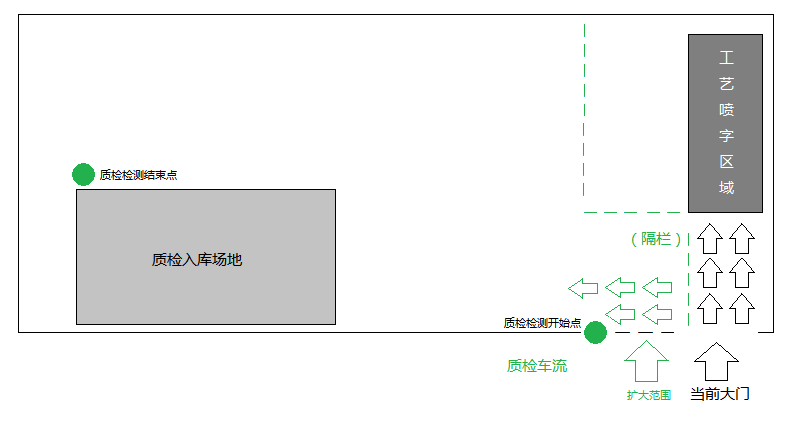 工艺喷字区域
质检检测结束点
（隔栏）
质检入库场地
质检检测开始点
质检车流
扩大范围
当前大门